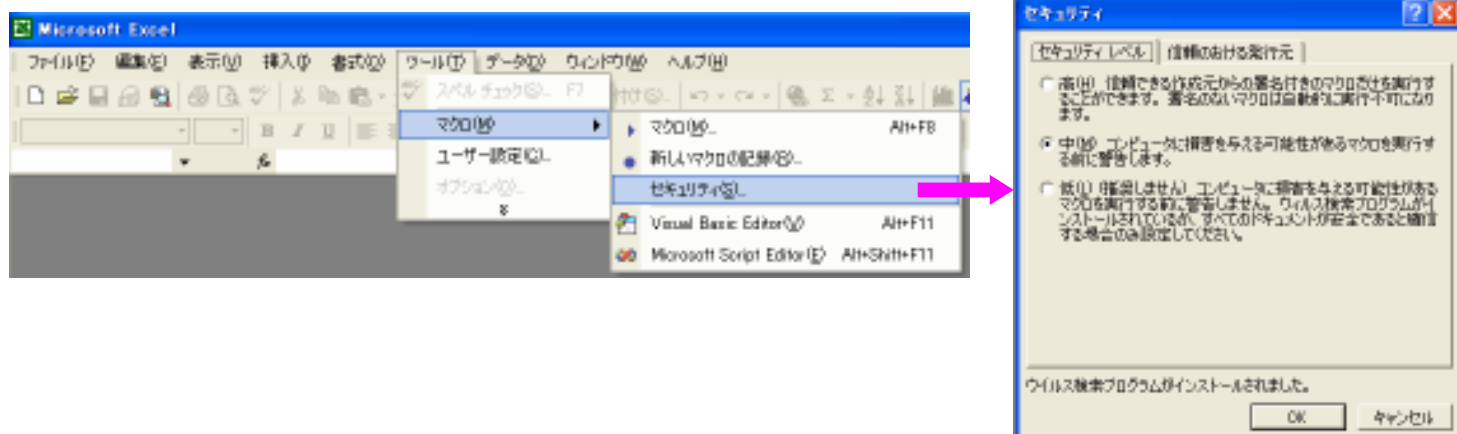 Microsoft Excel
ファイル(F) 編集(E) 表示(V) 挿入(I) 書式(O) ツール(T) データ(D) ウィンドウ(W) ヘルプ(H)
スペル チェック(S)... F7
マクロ(M)
ユーザー設定(C)...
オプション(O)...
マクロ(M)... Alt+F8
新しいマクロの記録(R)...
セキュリティ(S)...
Visual Basic Editor(V) Alt+F11
Microsoft Script Editor(E) Alt+Shift+F11
セキュリティ
セキュリティ レベル 信頼のおける発行元
高(H) 信頼できる作成元からの署名付きのマクロだけを実行す
ることができます。署名のないマクロは自動的に実行不可になり
ます。
中(M) コンピュータに損害を与える可能性があるマクロを実行す
る前に警告します。
低(L) (推奨しません) コンピュータに損害を与える可能性がある
マクロを実行する前に警告しません。ウィルス検索プログラムがイ
ンストールされているか、すべてのドキュメントが安全であると確信
する場合のみ設定してください。
ウイルス検索プログラムがインストールされました。
OK キャンセル